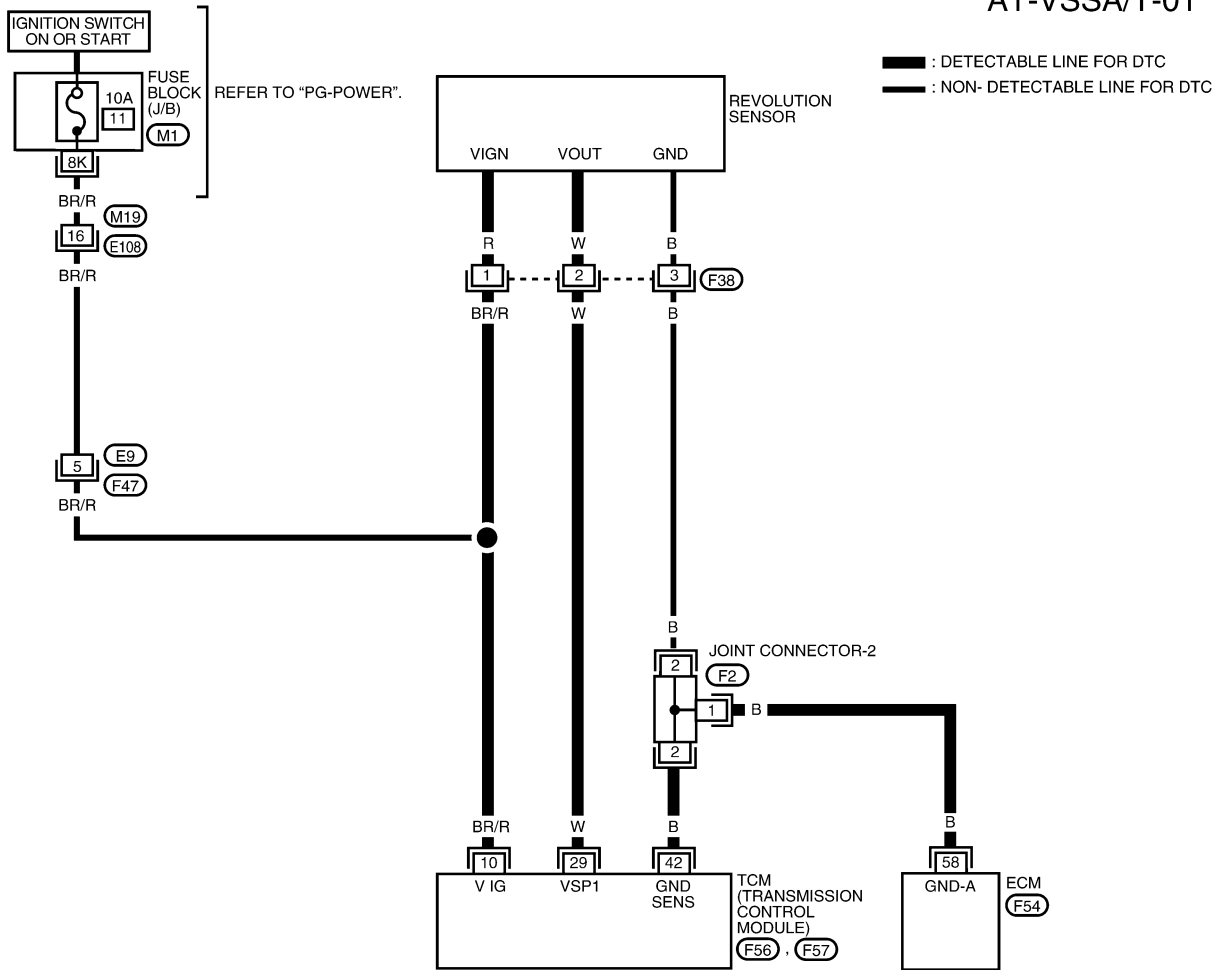 AT-VSSA/T-01
IGNITION SWITCH
ON OR START
FUSE
BLOCK
(J/B)
10A
11
M1
REFER TO “PG-POWER”.
8K
BR/R
M19
16
E108
BR/R
5
E9
F47
BR/R
: DETECTABLE LINE FOR DTC
: NON- DETECTABLE LINE FOR DTC
REVOLUTION
SENSOR
VIGN VOUT GND
R W B
1 2 3 F38
BR/R W B
B
JOINT CONNECTOR-2
2
F2
1 B
2
BR/R W B
10 29 42
V IG VSP1 GND
SENS
TCM
(TRANSMISSION
CONTROL
MODULE)
F56 , F57
B
58
GND-A
ECM
F54